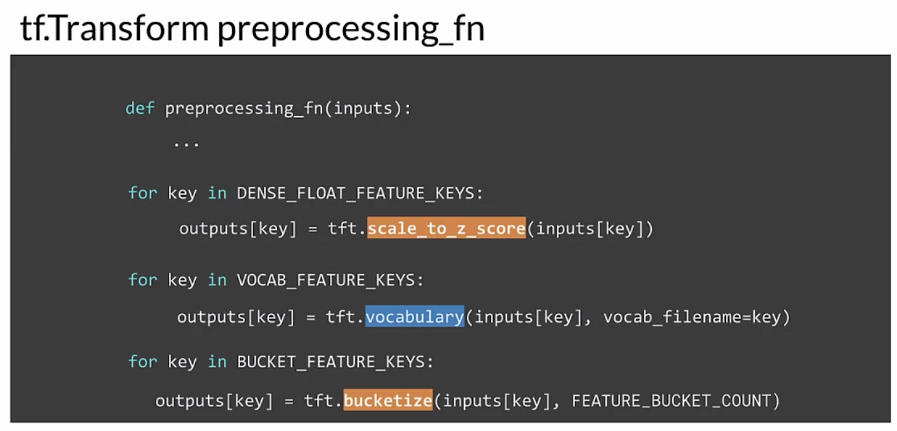 tf.Transform preprocessing_fn
def preprocessing_fn(inputs):
...
for key in DENSE_FLOAT_FEATURE_KEYS:
outputs[key] = tft.scale_to_z_score(inputs[key])
for key in VOCAB_FEATURE_KEYS:
outputs[key] = tft.vocabulary(inputs[key], vocab_filename=key)
for key in BUCKET_FEATURE_KEYS:
outputs[key] = tft.bucketize(inputs[key], FEATURE_BUCKET_COUNT)